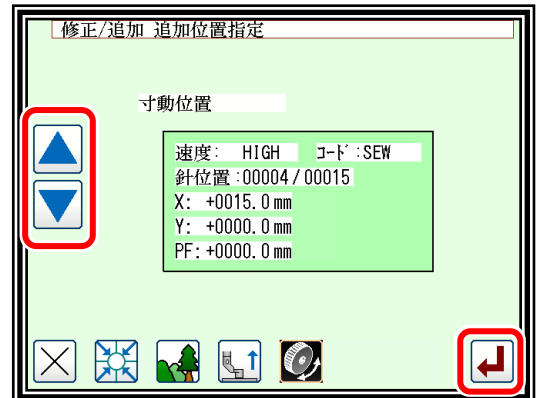 修正/追加 追加位置指定
寸動位置
速度: HIGH ｺｰﾄﾞ:SEW
針位置:00004/00015
X: +0015.0mm
Y: +0000.0mm
PF:+0000.0mm